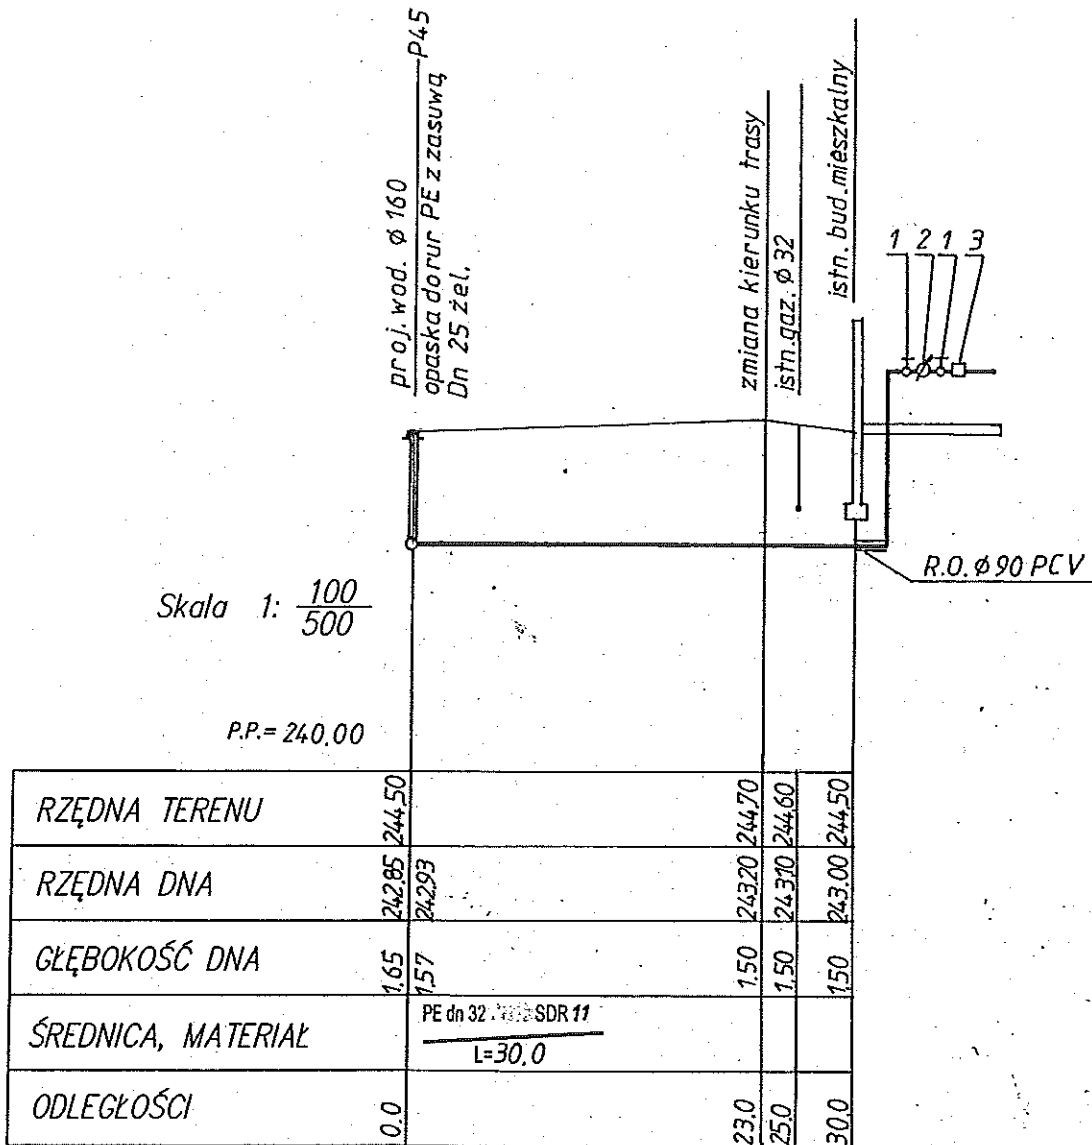 proj. wod. ϕ 160
P45
opaska do rur PE z zasuwą
Dn 25 żel.
zmiana kierunku trasy
istn. gaz. ϕ 32
istn. bud. mieszkalny
1 2 1 3
R.O. ϕ 90 PCV
Skala 1: 100
500
P.P.= 240,00
RZĘDNA TERENU 244,50 244,70 244,60 244,50
RZĘDNA DNA 242,85 242,93 243,20 243,10 243,00
GŁĘBOKOŚĆ DNA 1,65 1,57 1,50 1,50 1,50
ŚREDNICA, MATERIAŁ PE dn 32 SDR 11
L=30,0
ODLEGŁOŚCI 0,0 23,0 25,0 30,0